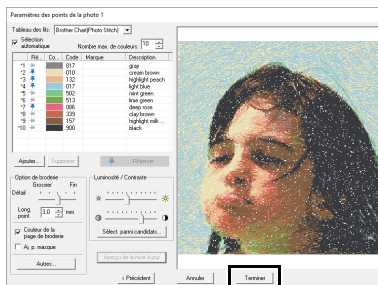 Paramètres des points de la photo 1
Tableau des fils: Brother Chart(Photo Stitch)
Sélection automatique
Nombre max. de couleurs: 10
Ré... Co... Code Marque Description
*1 817 gray
*2 010 cream brown
*3 132 highlight peach
*4 017 light blue
*5 502 mint green
*6 513 lime green
*7 086 deep rose
*8 339 clay brown
*9 157 highlight milk ...
*10 900 black
Ajouter... Supprimer Réserver
Option de broderie
Grossier Fin
Détail
Long. point 3,0 mm
Couleur de la page de broderie
Aj. p. masque
Autres...
Luminosité / Contraste
Sélect. parmi candidats...
Aperçu de la mise à jour
< Précédent Annuler Terminer